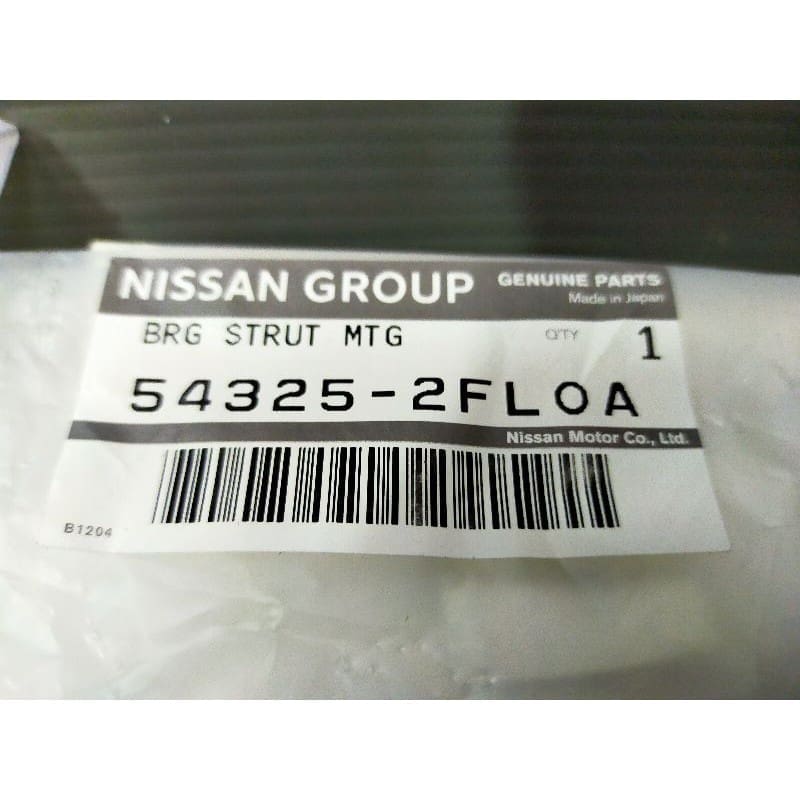 NISSAN GROUP GENUINE PARTS
Made in Japan
BRG STRUT MTG Q'TY 1
54325-2FL0A
Nissan Motor Co., Ltd.
B1204